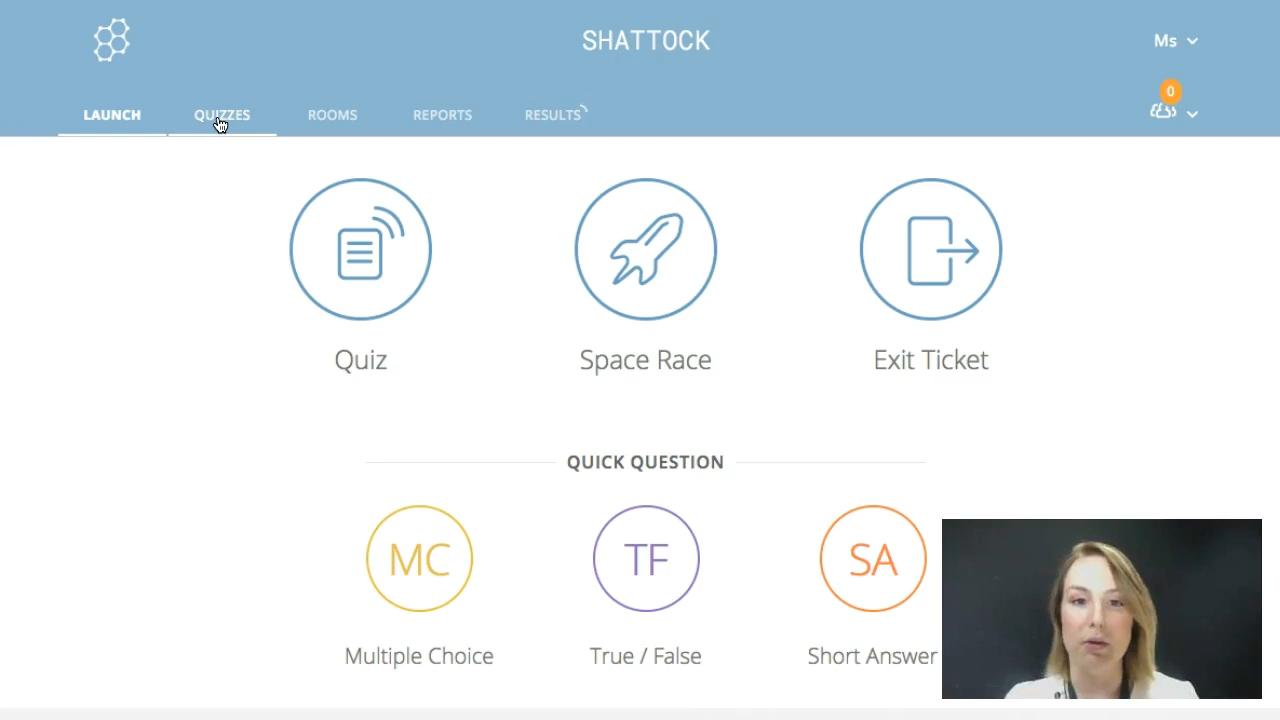 SHATTOCK
Ms
LAUNCH QUIZZES ROOMS REPORTS RESULTS
0
Quiz Space Race Exit Ticket
QUICK QUESTION
MC TF SA
Multiple Choice True / False Short Answer